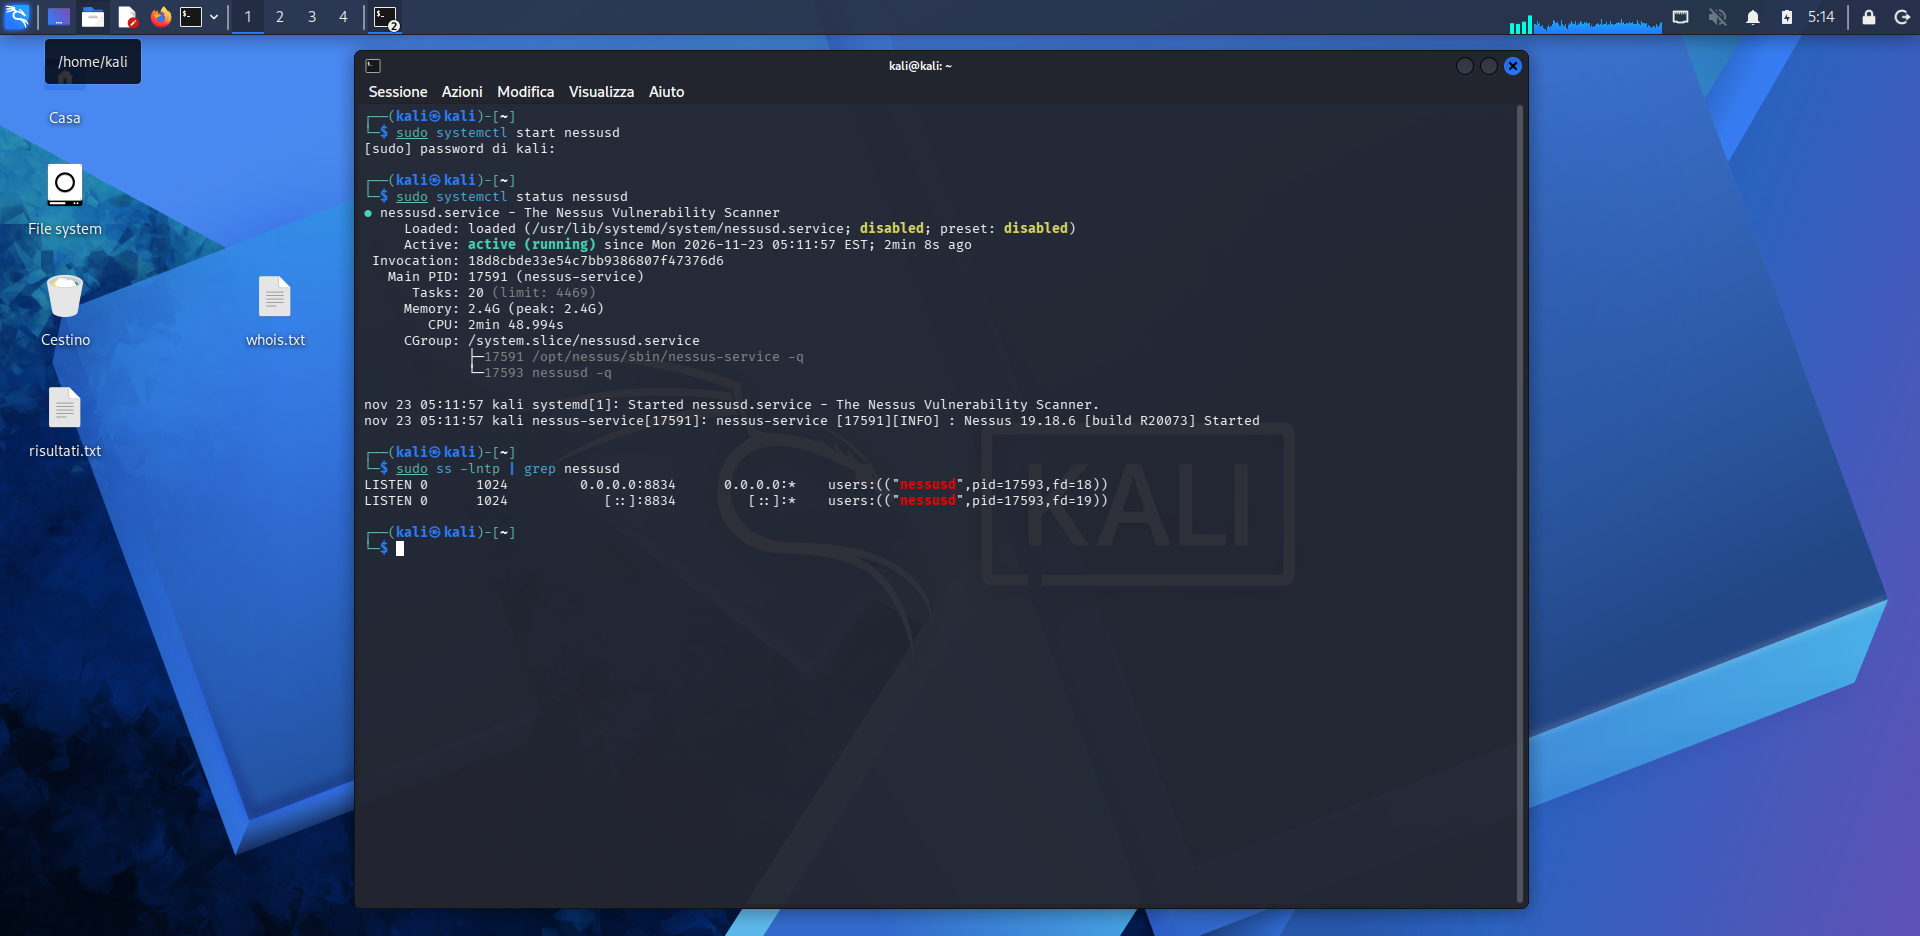 1 2 3 4 2 5:14
/home/kali
Casa
File system
Cestino
whois.txt
risultati.txt
kali@kali: ~
Sessione Azioni Modifica Visualizza Aiuto
┌──(kali㉿kali)-[~]
└─$ sudo systemctl start nessusd
[sudo] password di kali:
┌──(kali㉿kali)-[~]
└─$ sudo systemctl status nessusd
● nessusd.service - The Nessus Vulnerability Scanner
Loaded: loaded (/usr/lib/systemd/system/nessusd.service; disabled; preset: disabled)
Active: active (running) since Mon 2026-11-23 05:11:57 EST; 2min 8s ago
Invocation: 18d8cbde33e54c7bb9386807f47376d6
Main PID: 17591 (nessus-service)
Tasks: 20 (limit: 4469)
Memory: 2.4G (peak: 2.4G)
CPU: 2min 48.994s
CGroup: /system.slice/nessusd.service
├─17591 /opt/nessus/sbin/nessus-service -q
└─17593 nessusd -q
nov 23 05:11:57 kali systemd[1]: Started nessusd.service - The Nessus Vulnerability Scanner.
nov 23 05:11:57 kali nessus-service[17591]: nessus-service [17591][INFO] : Nessus 19.18.6 [build R20073] Started
┌──(kali㉿kali)-[~]
└─$ sudo ss -lntp | grep nessusd
LISTEN 0 1024 0.0.0.0:8834 0.0.0.0:* users:(("nessusd",pid=17593,fd=18))
LISTEN 0 1024 [::]:8834 [::]:* users:(("nessusd",pid=17593,fd=19))
┌──(kali㉿kali)-[~]
└─$
KALI